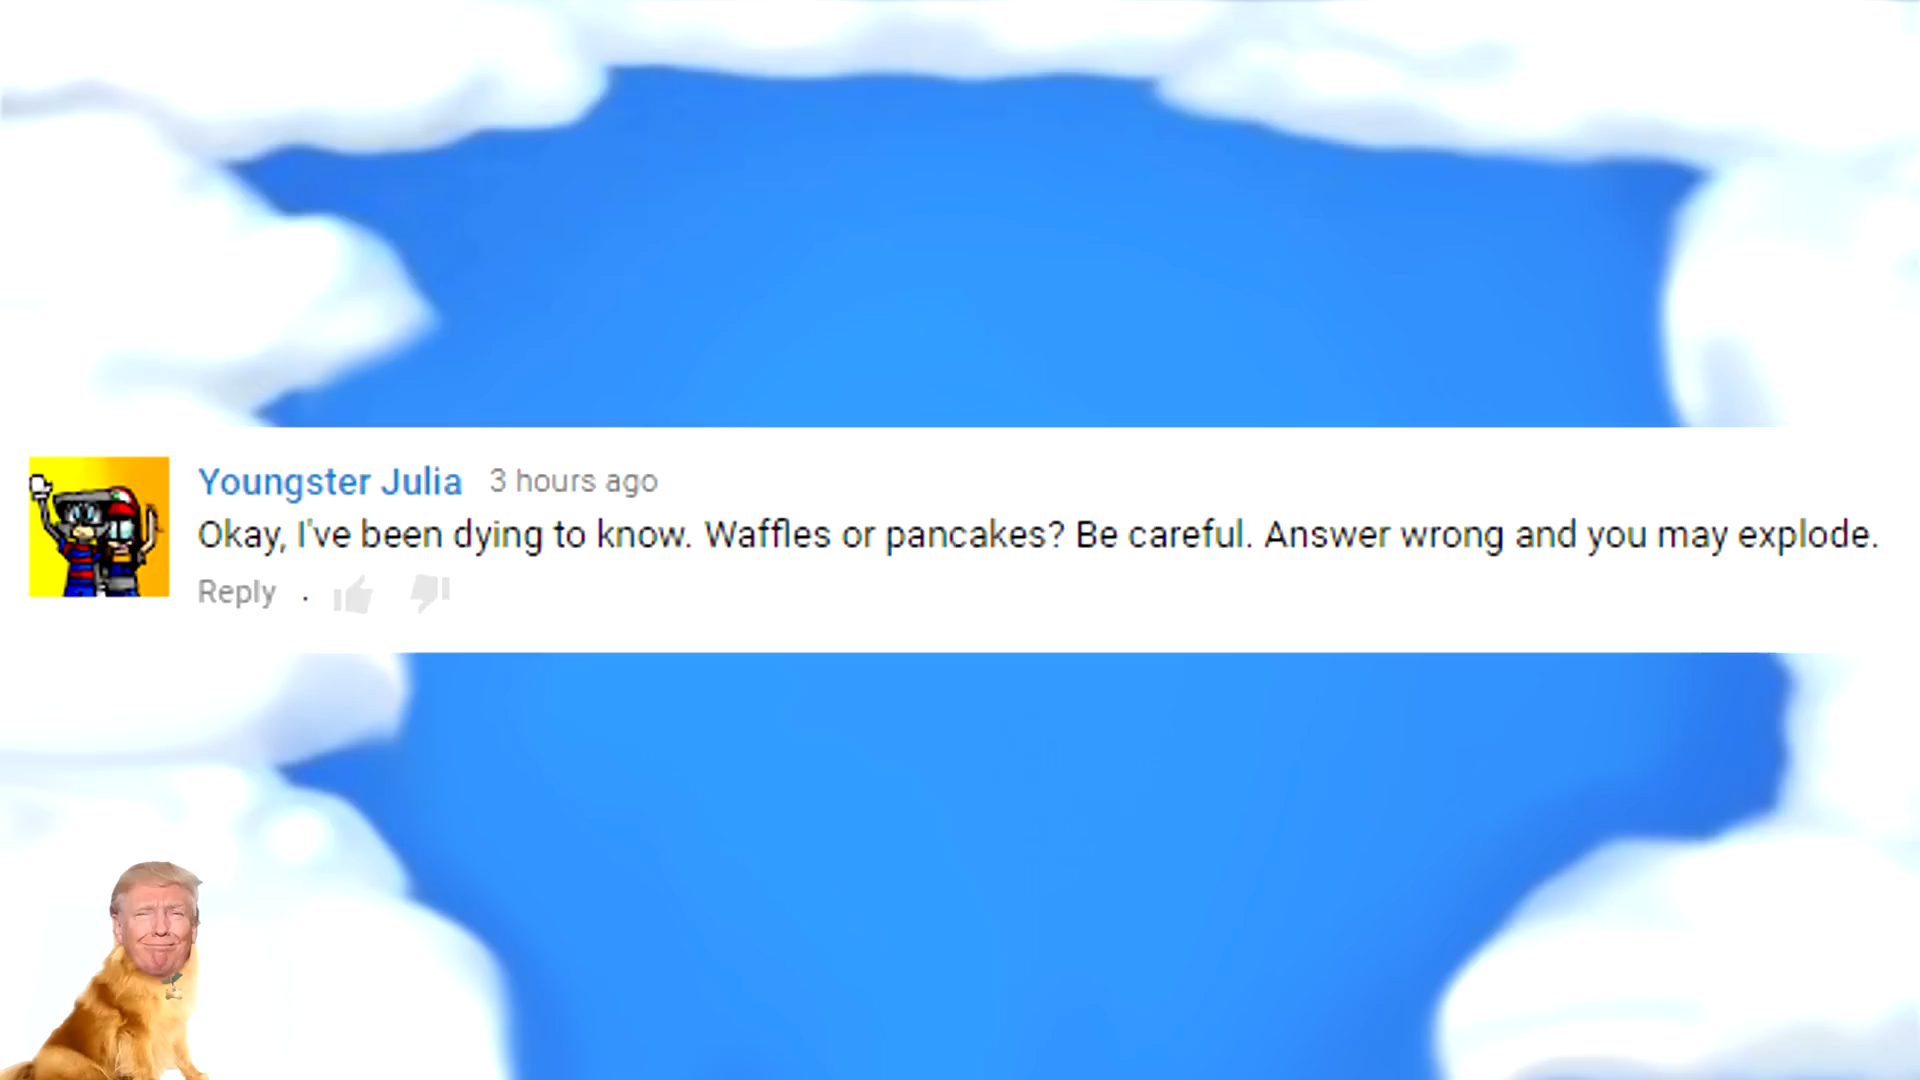 Youngster Julia 3 hours ago
Okay, I've been dying to know. Waffles or pancakes? Be careful. Answer wrong and you may explode.
Reply .